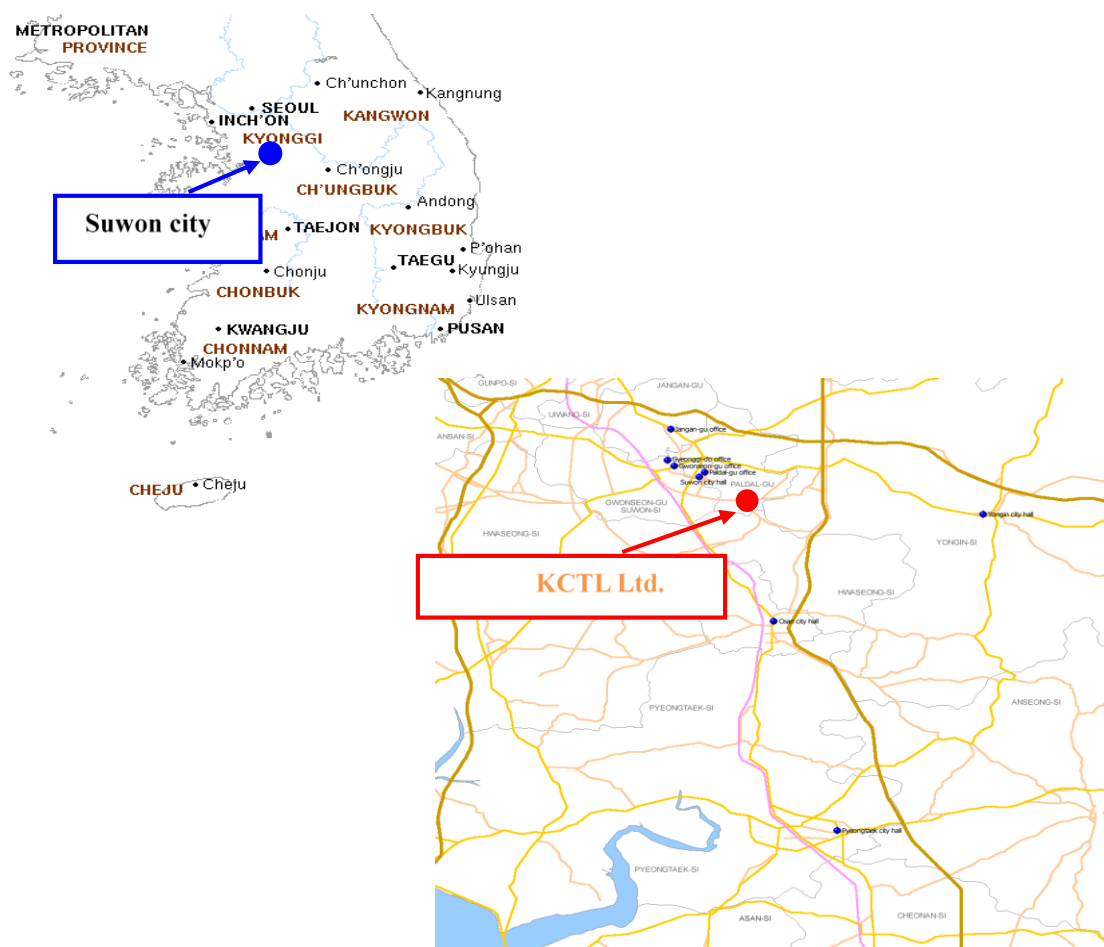 METROPOLITAN
PROVINCE
Ch'unchon
Kangnung
SEOUL
INCH'ON
KANGWON
KYONGGI
Ch'ongju
CH'UNGBUK
Andong
Suwon city
AM
TAEJON
KYONGBUK
P'ohan
TAEGU
Kyungju
Chonju
CHONBUK
Ulsan
KYONGNAM
KWANGJU
PUSAN
CHONNAM
Mokp'o
CHEJU
Cheju
GUNPO-SI
JANGAN-GU
UIWANG-SI
Jangan-gu office
ANSAN-SI
Gyeonggi-do office
Gwonseon-gu office
Paldal-gu office
Suwon city hall
PALDAL-GU
GWONSEON-GU
SUWON-SI
Yongin city hall
HWASEONG-SI
YONGIN-SI
KCTL Ltd.
HWASEONG-SI
Osan city hall
PYEONGTAEK-SI
ANSEONG-SI
Pyeongtaek city hall
PYEONGTAEK-SI
ASAN-SI
CHEONAN-SI